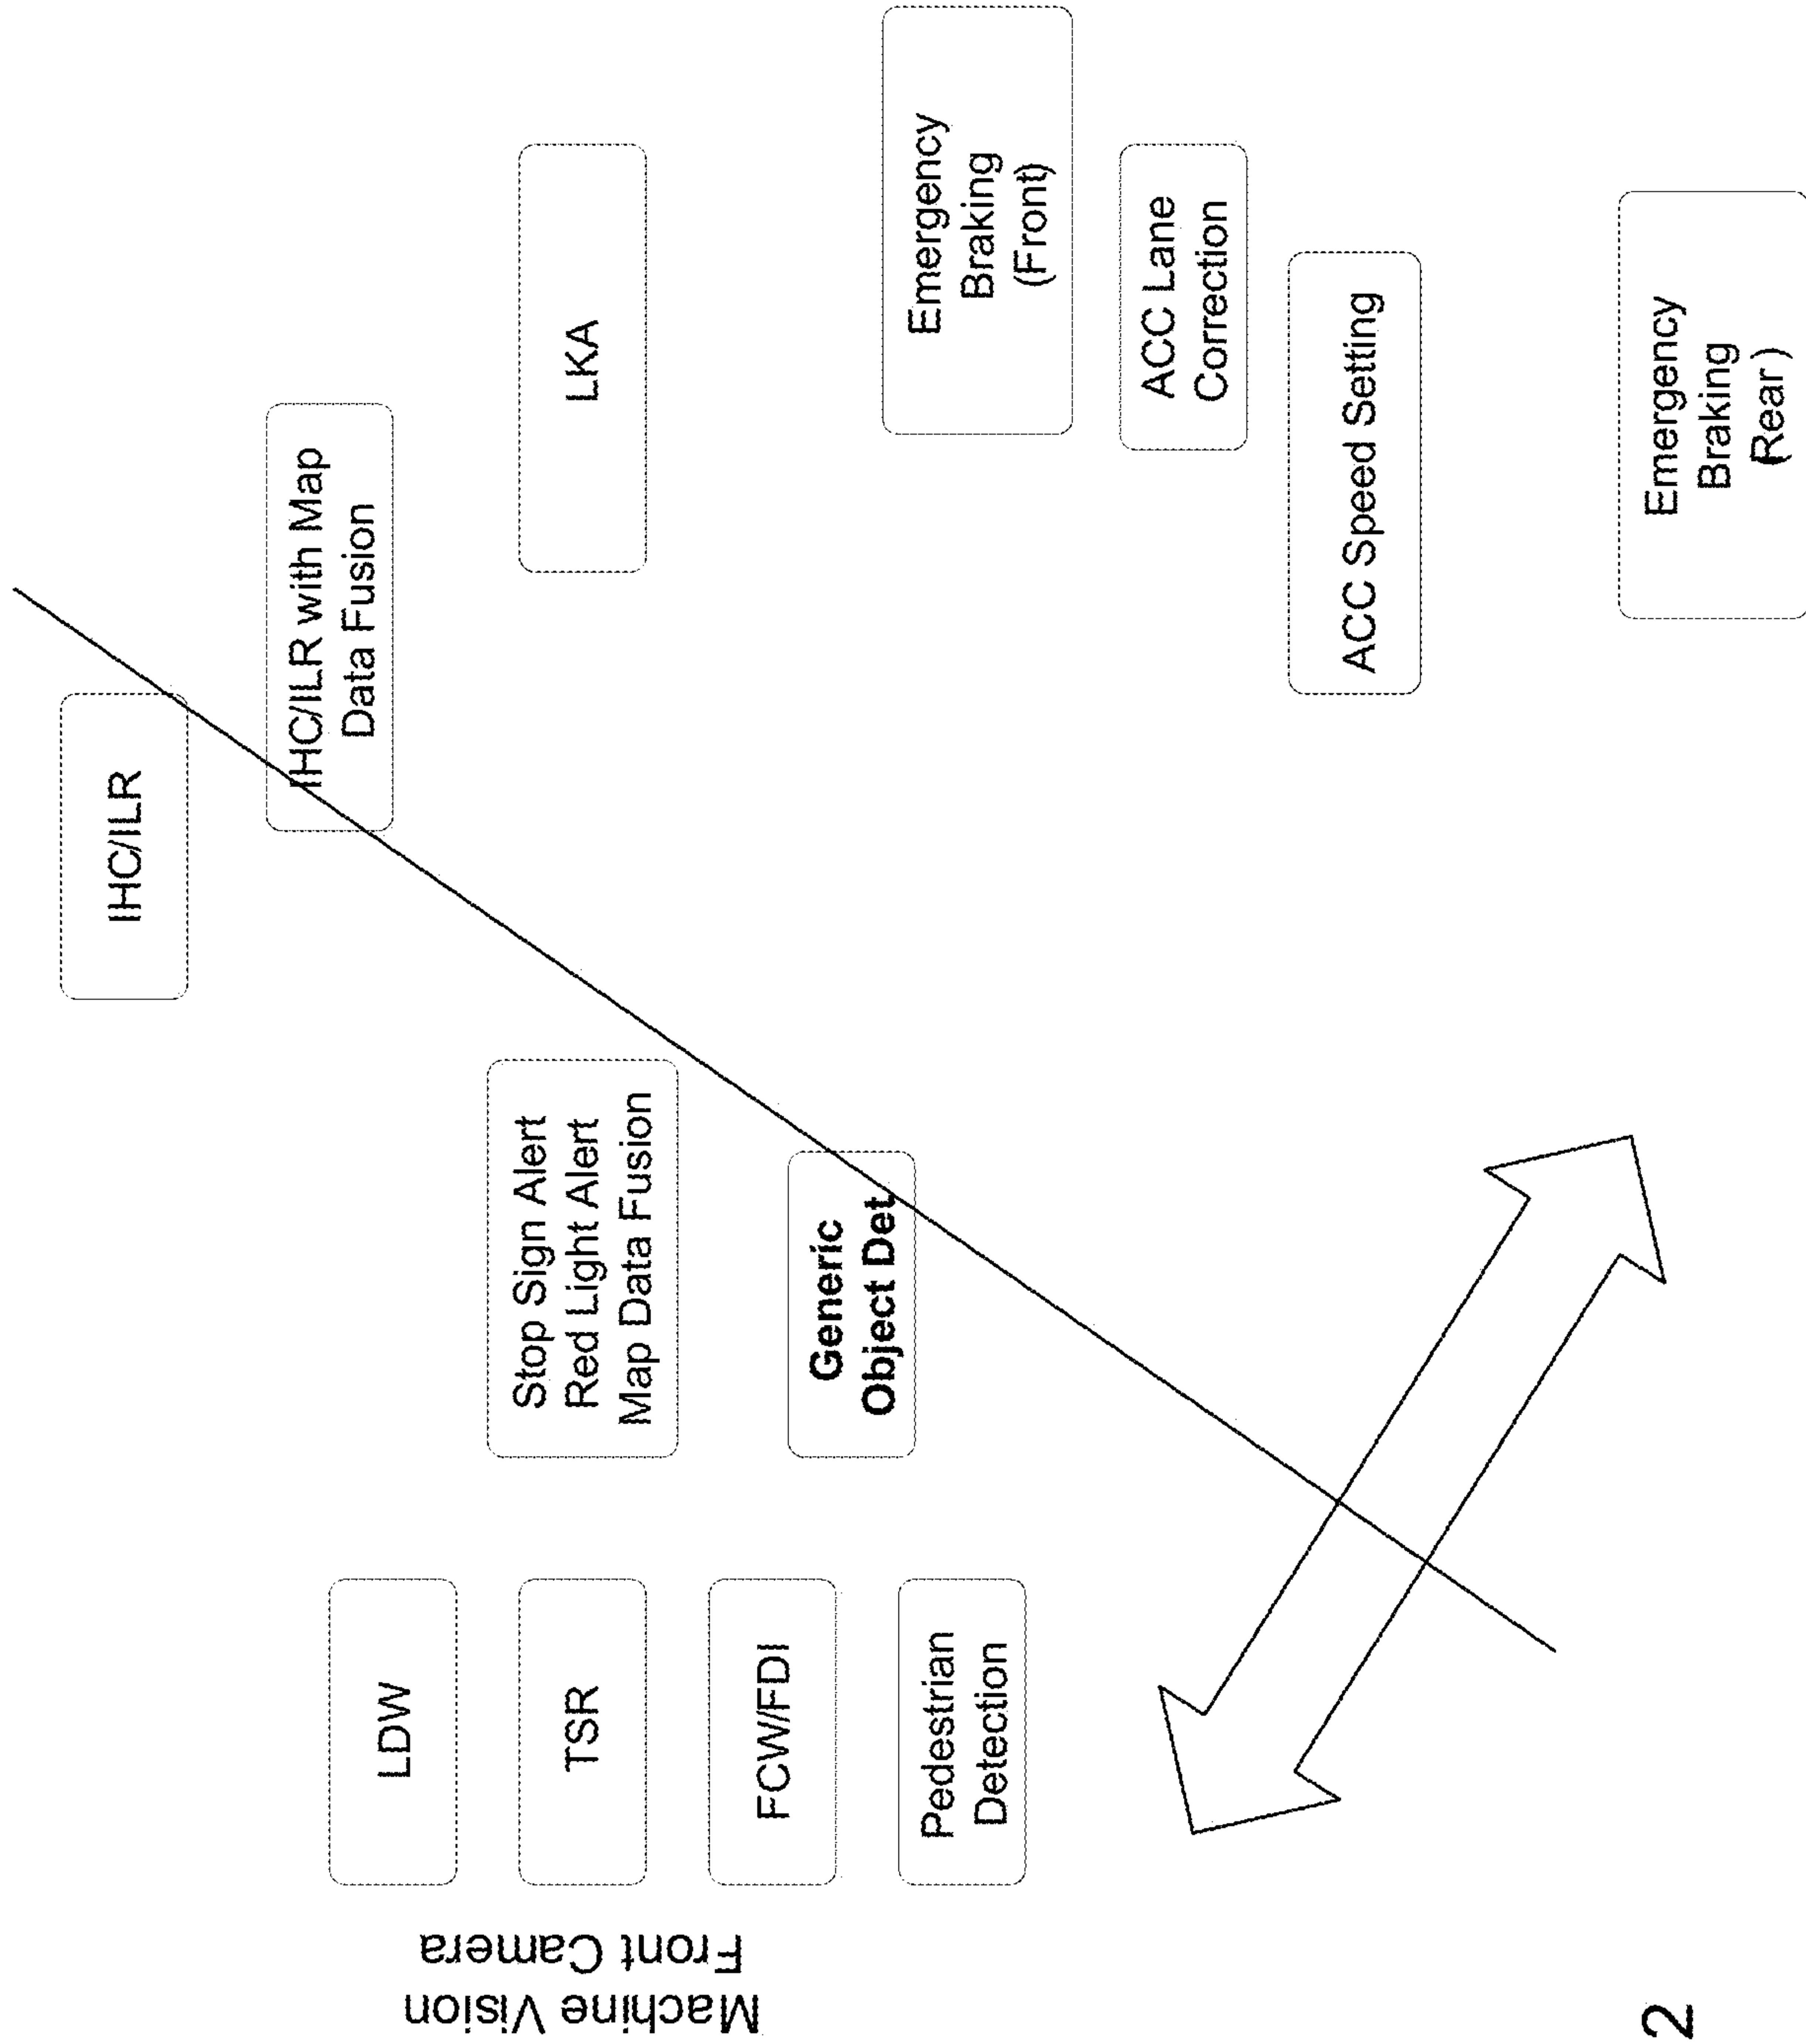 Machine Vision
Front Camera
LDW
TSR
FCW/FDI
Pedestrian
Detection
Stop Sign Alert
Red Light Alert
Map Data Fusion
Generic
Object Det
IHC/ILR
IHC/ILR with Map
Data Fusion
LKA
Emergency
Braking
(Front)
ACC Lane
Correction
ACC Speed Setting
Emergency
Braking
(Rear )
2